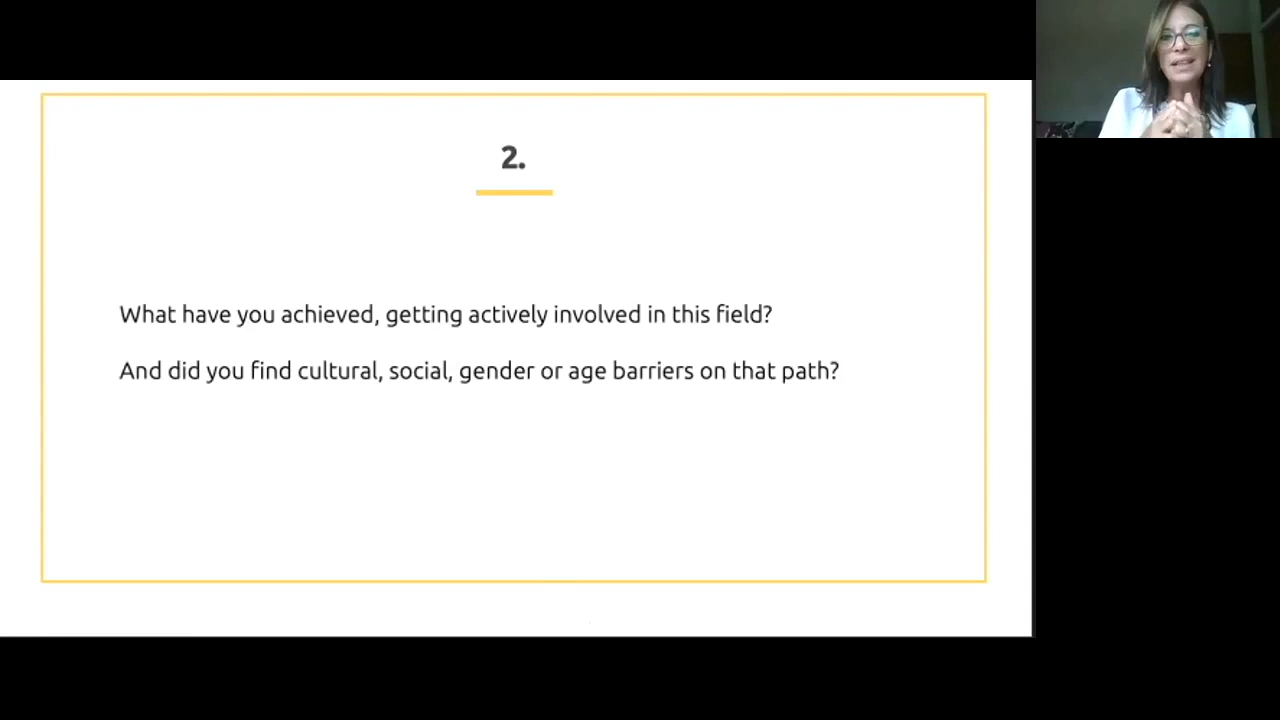 2.
What have you achieved, getting actively involved in this field?
And did you find cultural, social, gender or age barriers on that path?